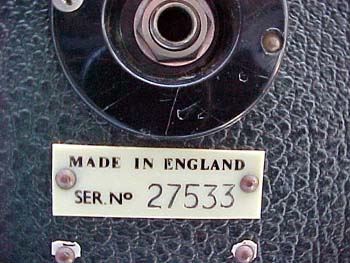 MADE IN ENGLAND
SER. Nº 27533